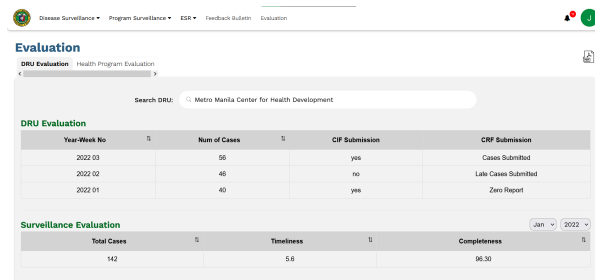 Disease Surveillance Program Surveillance ESR Feedback Bulletin Evaluation J
Evaluation
DRU Evaluation Health Program Evaluation
Search DRU: Metro Manila Center for Health Development
DRU Evaluation
Year-Week No Num of Cases CIF Submission CRF Submission
2022 03 56 yes Cases Submitted
2022 02 46 no Late Cases Submitted
2022 01 40 yes Zero Report
Surveillance Evaluation Jan 2022
Total Cases Timeliness Completeness
142 5.6 96.30